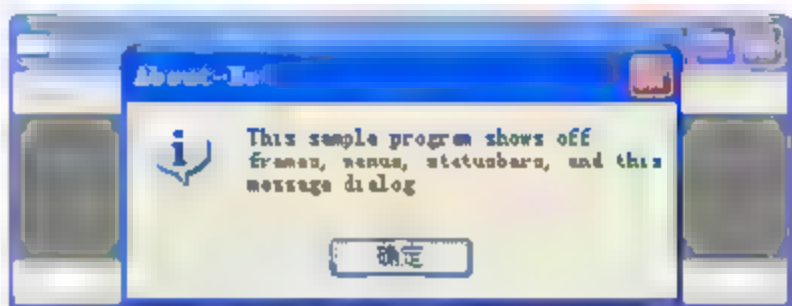 This sample program shows off
frames, menus, statusbars, and this
message dialog
确定